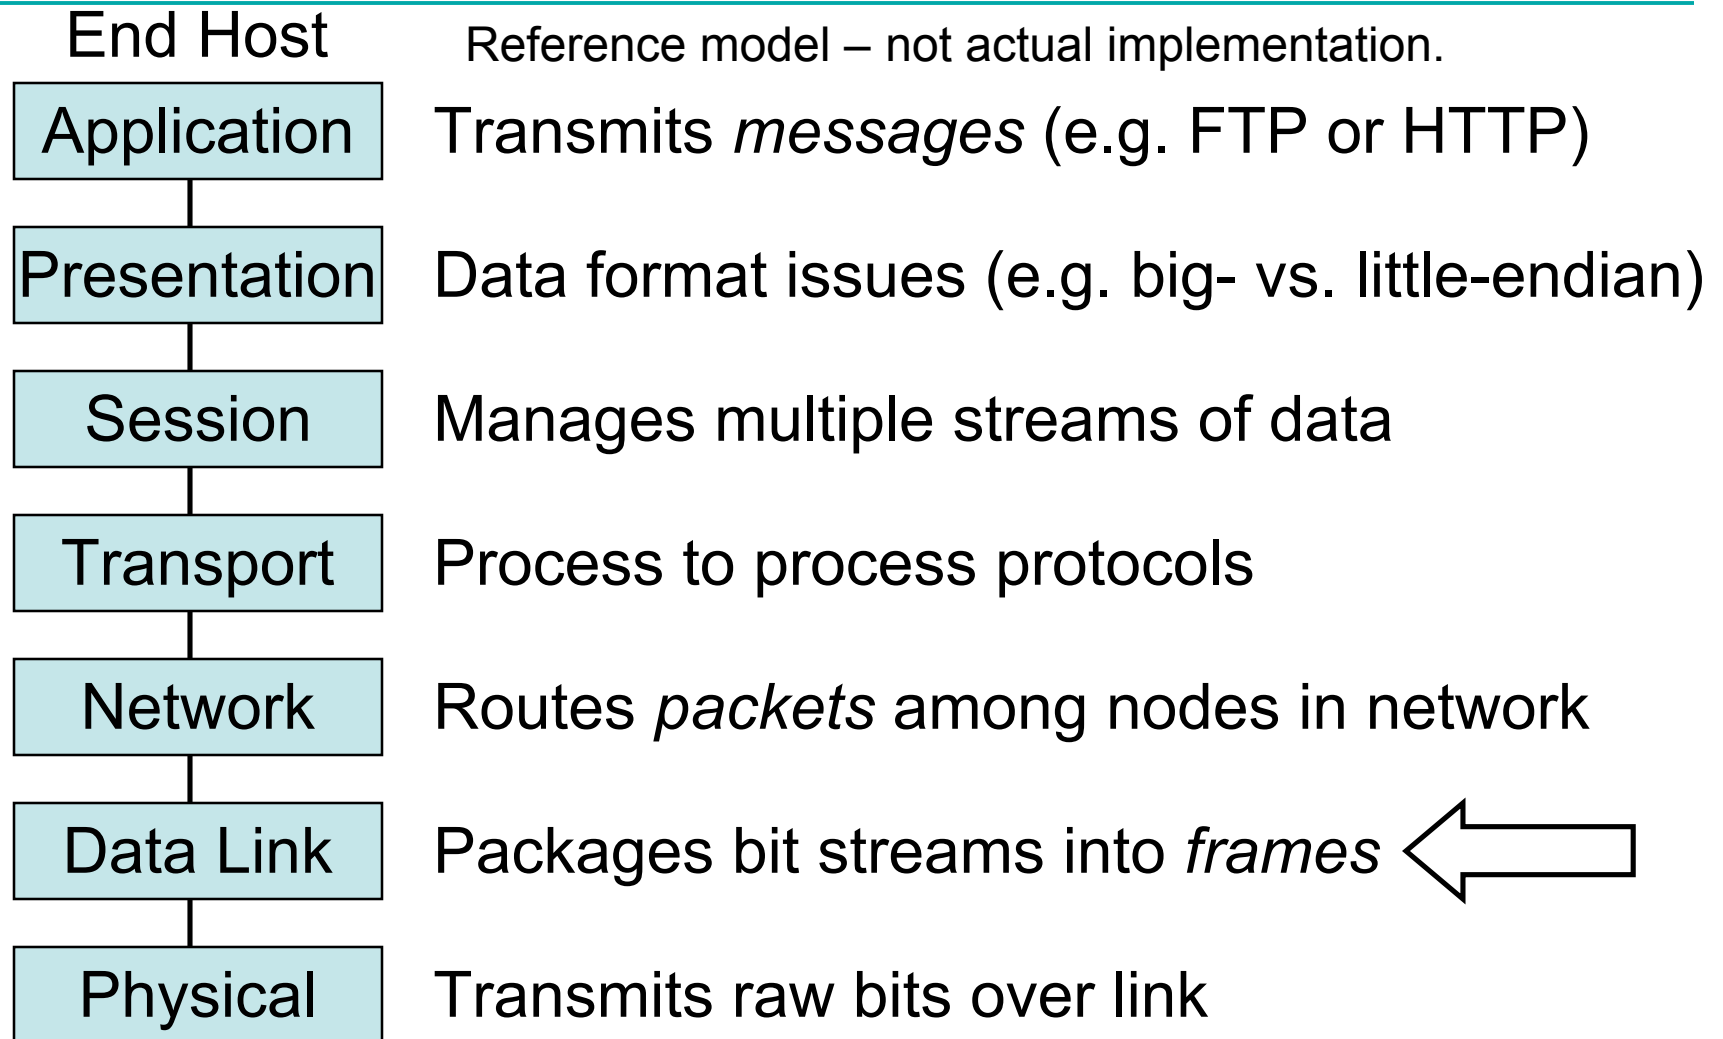 End Host
Reference model – not actual implementation.
Application
Transmits messages (e.g. FTP or HTTP)
Presentation
Data format issues (e.g. big- vs. little-endian)
Session
Manages multiple streams of data
Transport
Process to process protocols
Network
Routes packets among nodes in network
Data Link
Packages bit streams into frames
Physical
Transmits raw bits over link